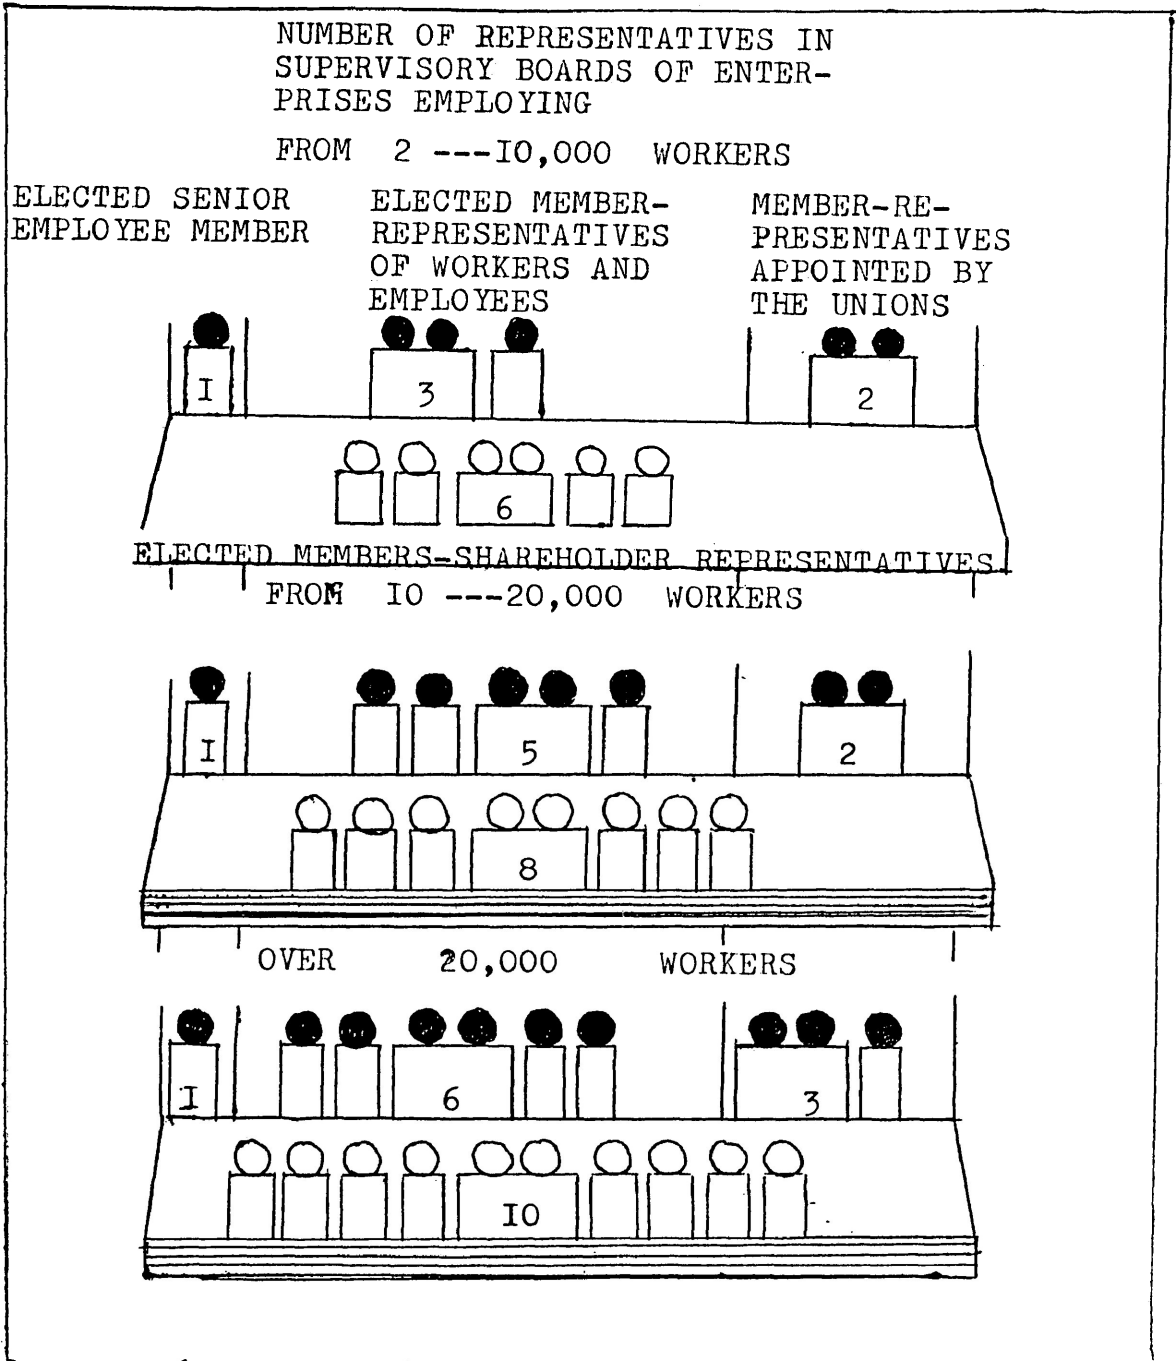 NUMBER OF REPRESENTATIVES IN
SUPERVISORY BOARDS OF ENTER-
PRISES EMPLOYING
FROM 2 ---IO,000 WORKERS
ELECTED SENIOR
EMPLOYEE MEMBER
ELECTED MEMBER-
REPRESENTATIVES
OF WORKERS AND
EMPLOYEES
MEMBER-RE-
PRESENTATIVES
APPOINTED BY
THE UNIONS
I
3
2
6
ELECTED MEMBERS-SHAREHOLDER REPRESENTATIVES
FROM IO ---20,000 WORKERS
I
5
2
8
OVER 20,000 WORKERS
I
6
3
IO